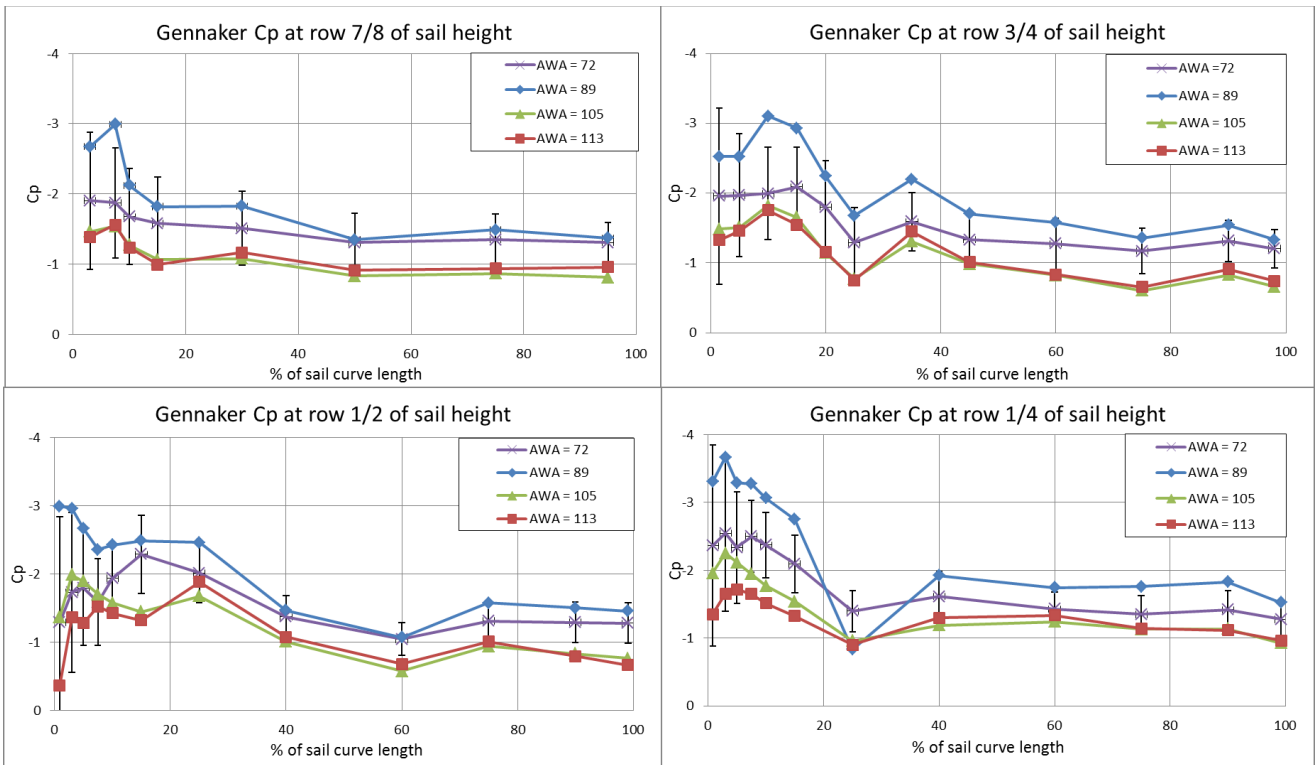 Gennaker Cp at row 7/8 of sail height
-4
-3
-2
-1
0
Cp
0 20 40 60 80 100
% of sail curve length
AWA = 72
AWA = 89
AWA = 105
AWA = 113
Gennaker Cp at row 3/4 of sail height
-4
-3
-2
-1
0
Cp
0 20 40 60 80 100
% of sail curve length
AWA =72
AWA = 89
AWA = 105
AWA = 113
Gennaker Cp at row 1/2 of sail height
-4
-3
-2
-1
0
Cp
0 20 40 60 80 100
% of sail curve length
AWA = 72
AWA = 89
AWA = 105
AWA = 113
Gennaker Cp at row 1/4 of sail height
-4
-3
-2
-1
0
Cp
0 20 40 60 80 100
% of sail curve length
AWA = 72
AWA = 89
AWA = 105
AWA = 113